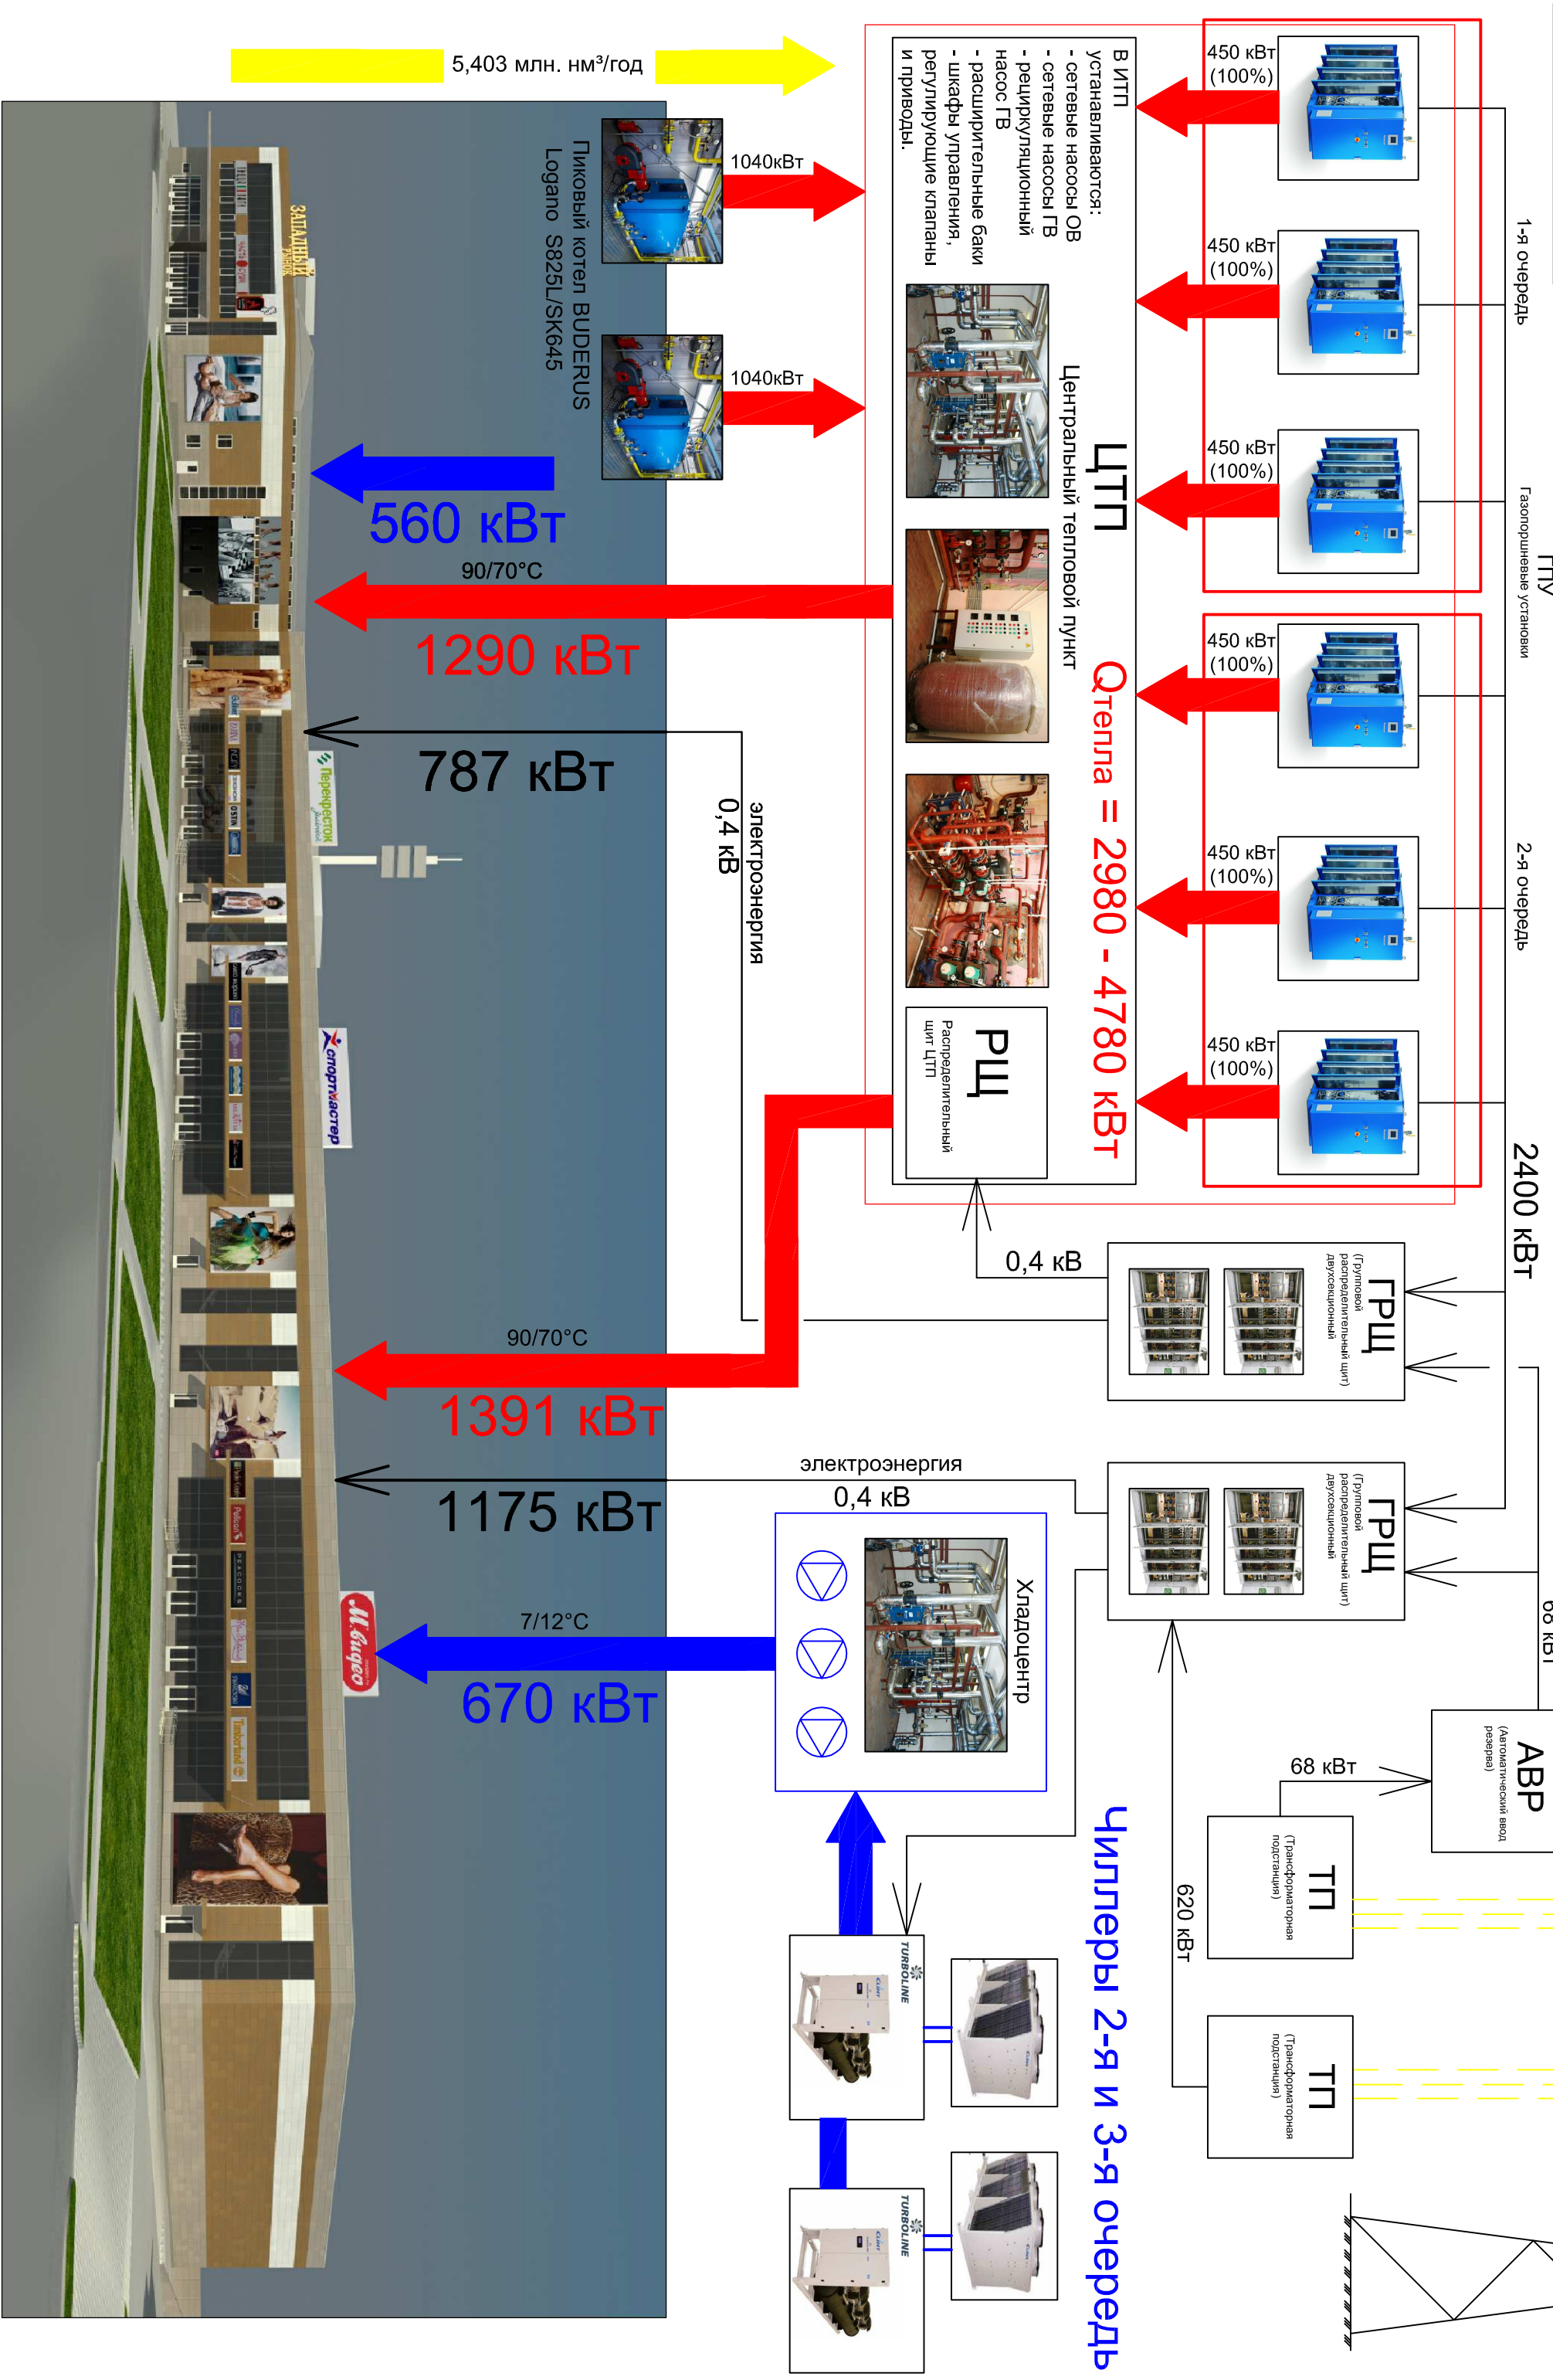 5,403 млн. нм³/год
450 кВт
(100%)
450 кВт
(100%)
450 кВт
(100%)
450 кВт
(100%)
450 кВт
(100%)
450 кВт
(100%)
1-я очередь
ГПУ
Газопоршневые установки
2-я очередь
2400 кВт
В ИТП
устанавливаются:
- сетевые насосы ОВ
- сетевые насосы ГВ
- рециркуляционный
насос ГВ
- расширительные баки
- шкафы управления,
регулирующие клапаны
и приводы.
ЦТП
Центральный тепловой пункт
Qтепла = 2980 - 4780 кВт
РЩ
Распределительный
щит ЦТП
1040кВт
1040кВт
Пиковый котел BUDERUS
Logano S825L/SK645
560 кВт
90/70°C
1290 кВт
787 кВт
электроэнергия
0,4 кВ
0,4 кВ
90/70°C
1391 кВт
1175 кВт
электроэнергия
0,4 кВ
7/12°C
670 кВт
ГРЩ
(Групповой
распределительный щит)
двухсекционный
ГРЩ
(Групповой
распределительный щит)
двухсекционный
68 кВт
АВР
(Автоматический ввод
резерва)
68 кВт
ТП
(Трансформаторная
подстанция)
620 кВт
ТП
(Трансформаторная
подстанция)
Хладоцентр
Чиллеры 2-я и 3-я очередь
TURBOLINE
CLINT
TURBOLINE
CLINT
ЗАПАДНЫЙ
Перекресток
спортмастер
М.видео
OSTIN
PEACOCKS
Timberland